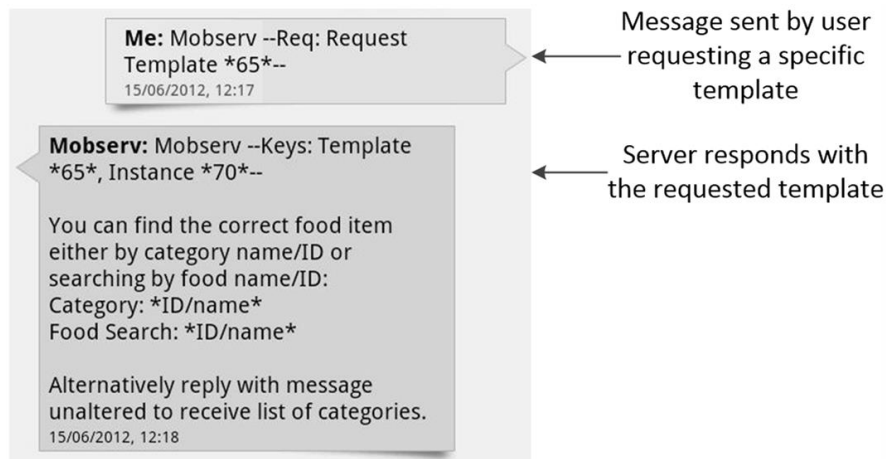 Me: Mobserv --Req: Request
Template *65*--
15/06/2012, 12:17
Message sent by user
requesting a specific
template
Mobserv: Mobserv --Keys: Template
*65*, Instance *70*--
You can find the correct food item
either by category name/ID or
searching by food name/ID:
Category: *ID/name*
Food Search: *ID/name*
Alternatively reply with message
unaltered to receive list of categories.
15/06/2012, 12:18
Server responds with
the requested template